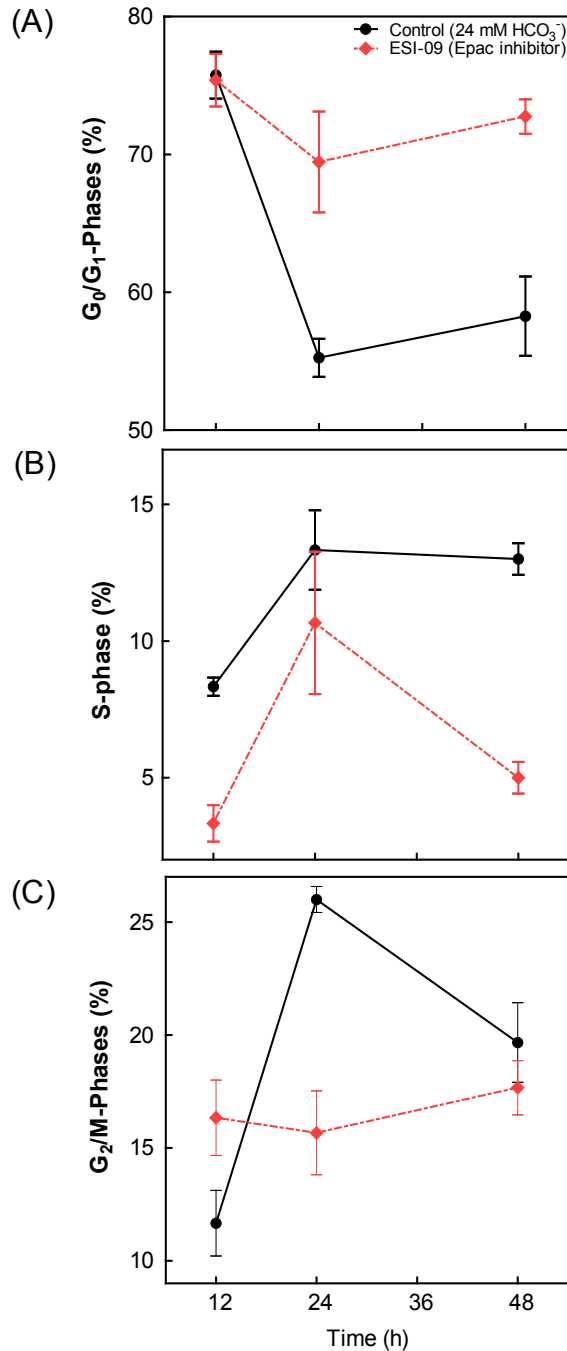 (A)
Control (24 mM HCO₃⁻)
ESI-09 (Epac inhibitor)
80
70
60
50
G₀/G₁-Phases (%)
(B)
15
10
5
S-phase (%)
(C)
25
20
15
10
G₂/M-Phases (%)
12 24 36 48
Time (h)